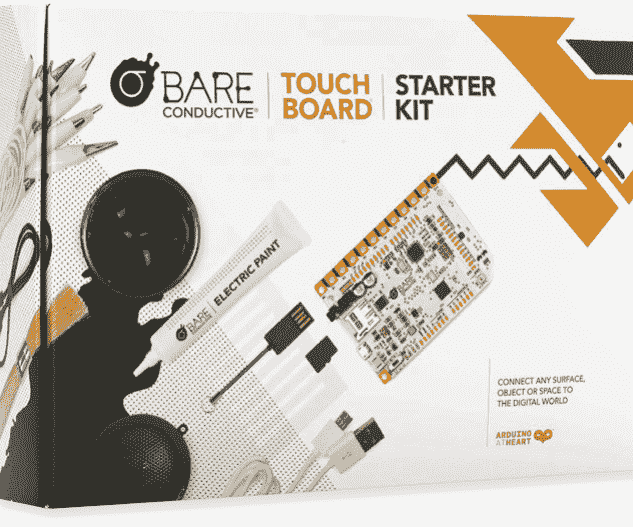 BARE
CONDUCTIVE®
TOUCH
BOARD
STARTER
KIT
BARE
ELECTRIC PAINT
CONNECT ANY SURFACE,
OBJECT OR SPACE TO
THE DIGITAL WORLD
ARDUINO
AT HEART